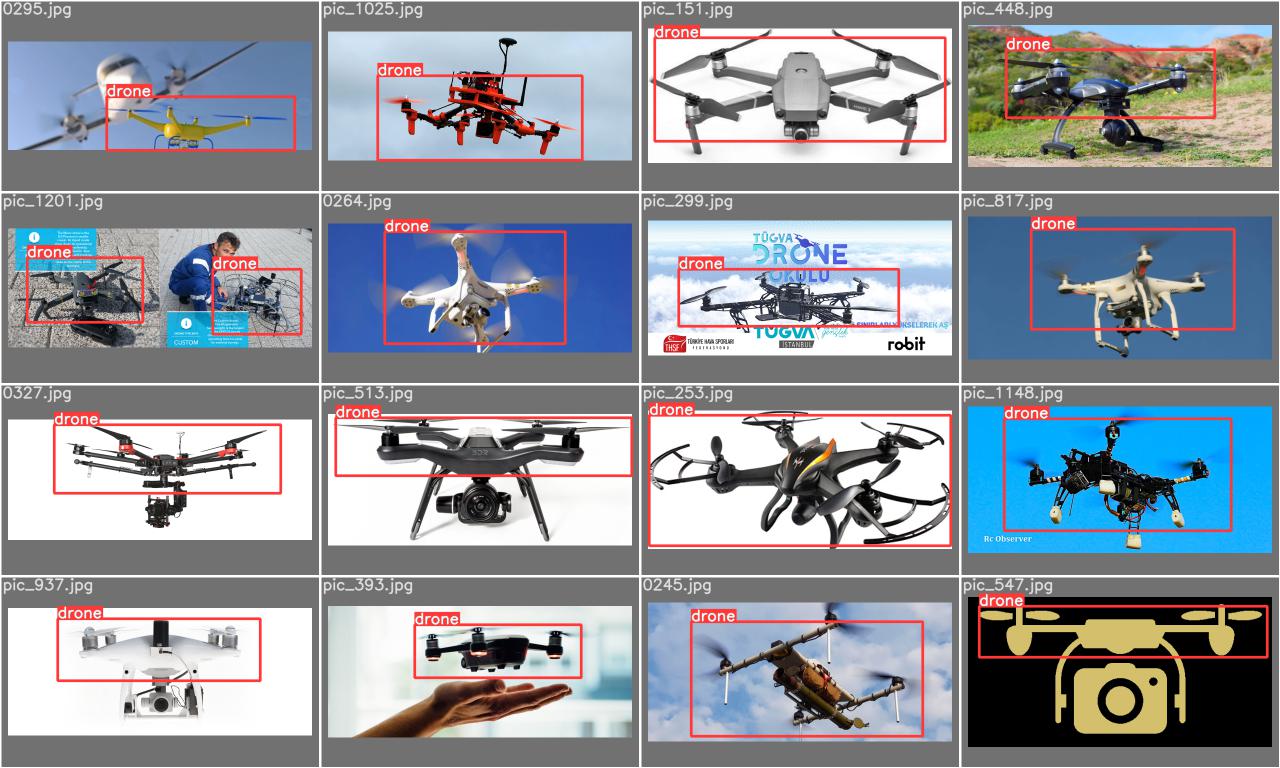 0295.jpg
drone
pic_1025.jpg
drone
pic_151.jpg
drone
pic_448.jpg
drone
pic_1201.jpg
drone
drone
i
i
CUSTOM
0264.jpg
drone
pic_299.jpg
TÜGVA
DRONE
OKULU
drone
TÜGVA
İSTANBUL
THSF
TÜRKİYE HAVA SPORLARI
FEDERASYONU
robit
pic_817.jpg
drone
0327.jpg
drone
pic_513.jpg
drone
3DR
pic_253.jpg
drone
pic_1148.jpg
drone
Rc Observer
pic_937.jpg
drone
pic_393.jpg
drone
0245.jpg
drone
pic_547.jpg
drone